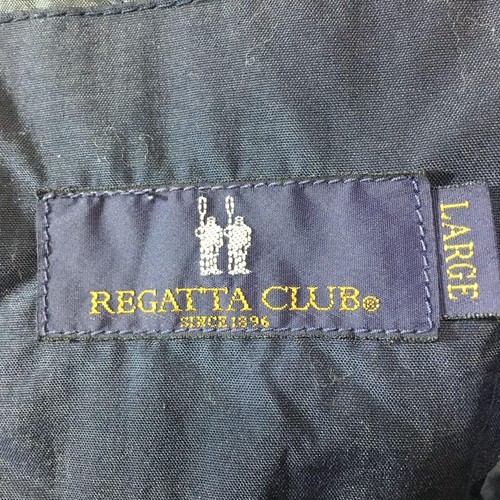 REGATTA CLUB®
SINCE 1896
LARGE